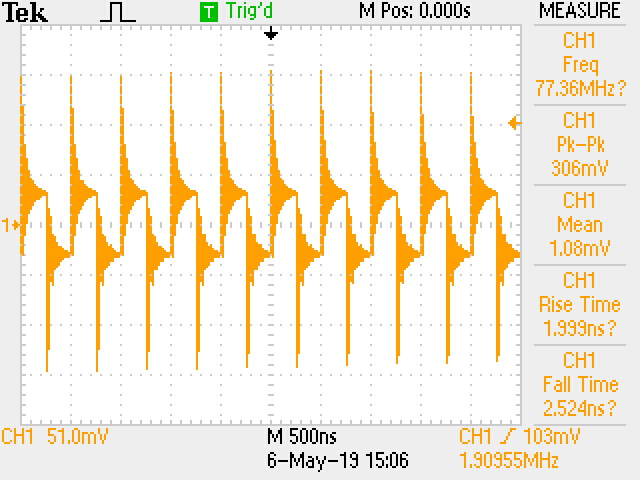 Tek T Trig'd M Pos: 0.000s MEASURE
CH1
Freq
77.36MHz?
CH1
Pk-Pk
306mV
CH1
Mean
1.08mV
CH1
Rise Time
1.999ns?
CH1
Fall Time
2.524ns?
1
CH1 51.0mV M 500ns CH1 103mV
6-May-19 15:06 1.90955MHz